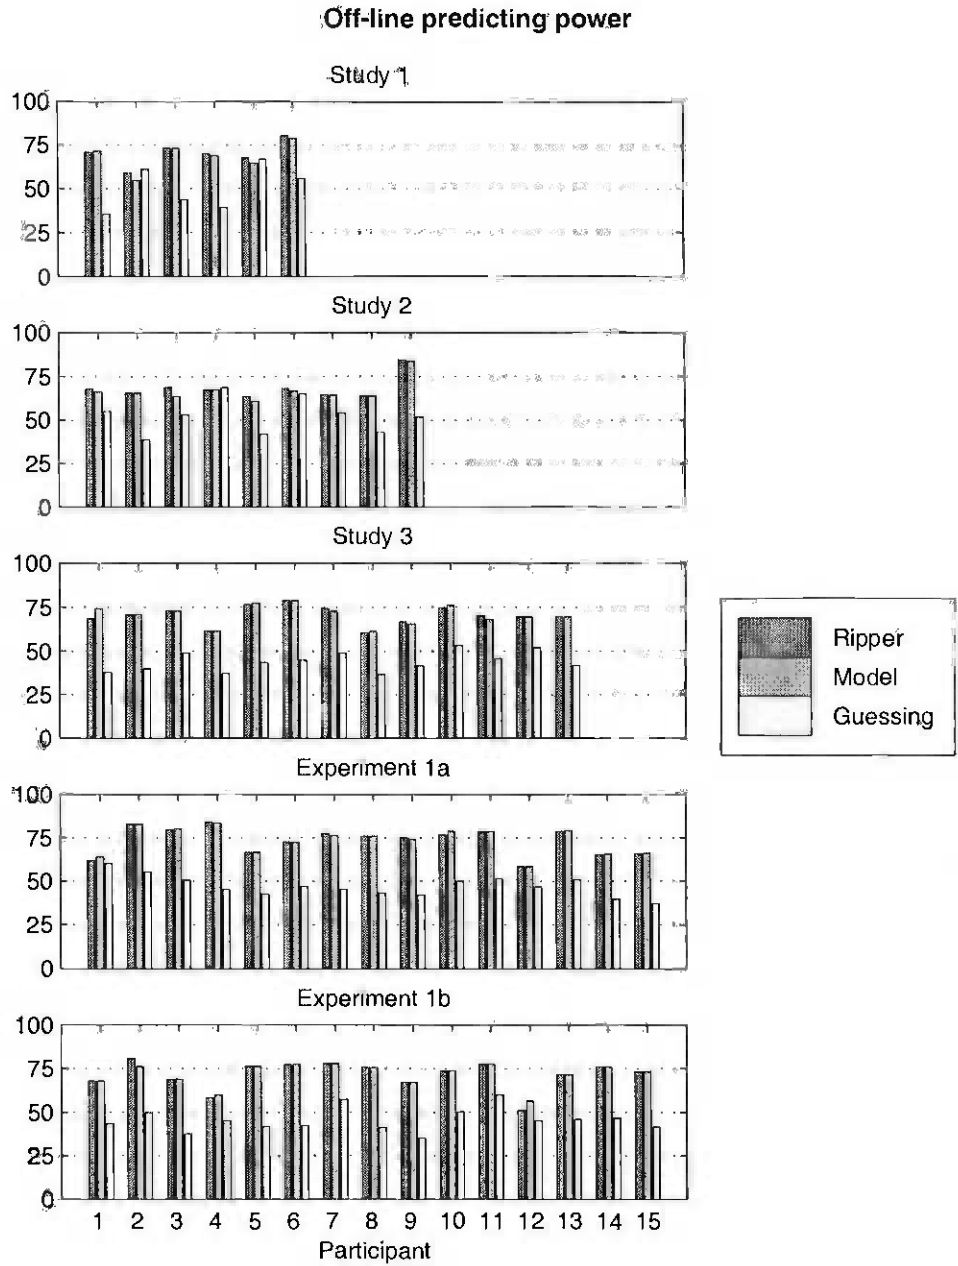 Off-line predicting power
Study 1
100
75
50
25
0
Study 2
100
75
50
25
0
Study 3
100
75
50
25
0
Ripper
Model
Guessing
Experiment 1a
100
75
50
25
0
Experiment 1b
100
75
50
25
0
1 2 3 4 5 6 7 8 9 10 11 12 13 14 15
Participant